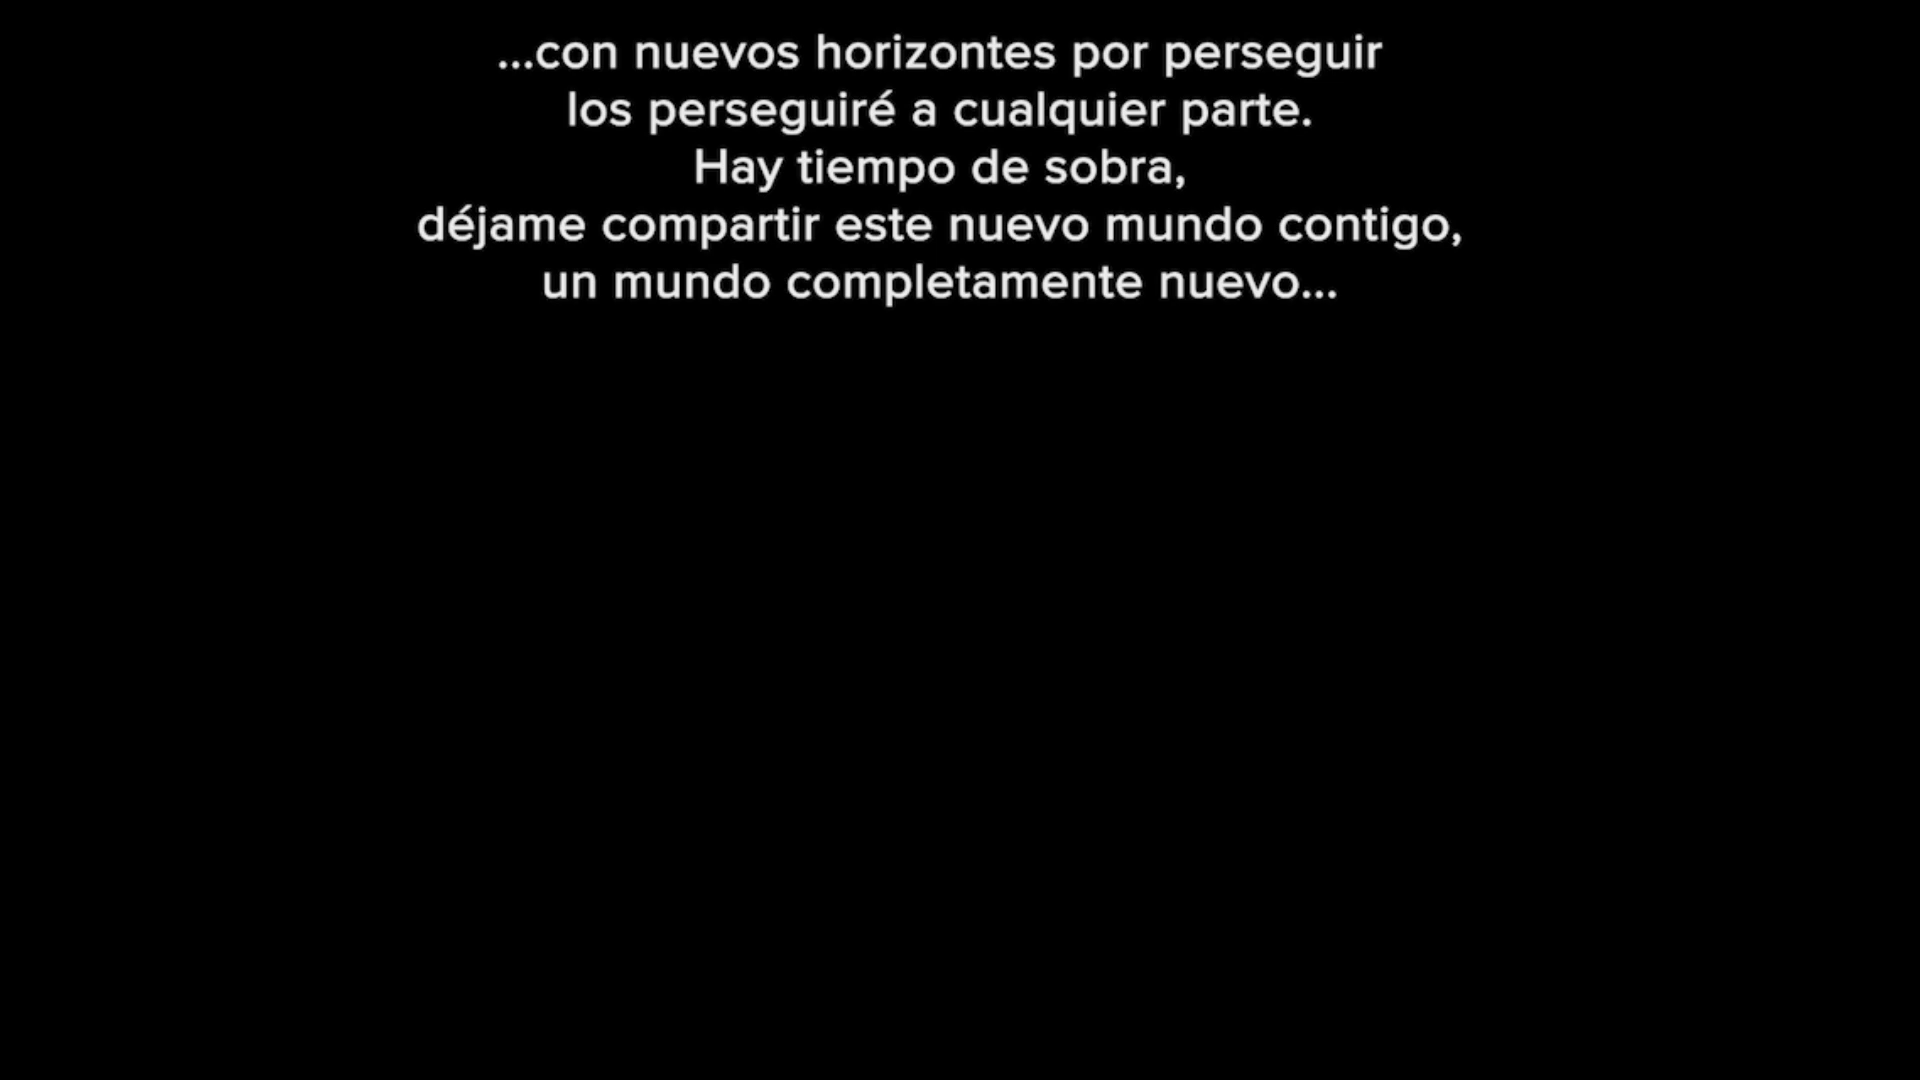 ...con nuevos horizontes por perseguir
los perseguiré a cualquier parte.
Hay tiempo de sobra,
déjame compartir este nuevo mundo contigo,
un mundo completamente nuevo...